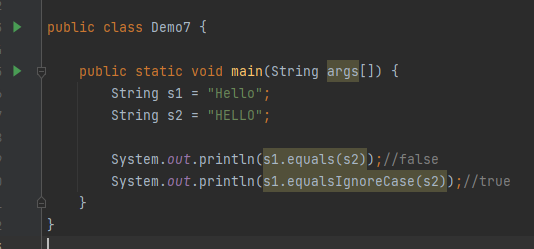 public class Demo7 {
public static void main(String args[]) {
String s1 = "Hello";
String s2 = "HELLO";
System.out.println(s1.equals(s2));//false
System.out.println(s1.equalsIgnoreCase(s2));//true
}
}